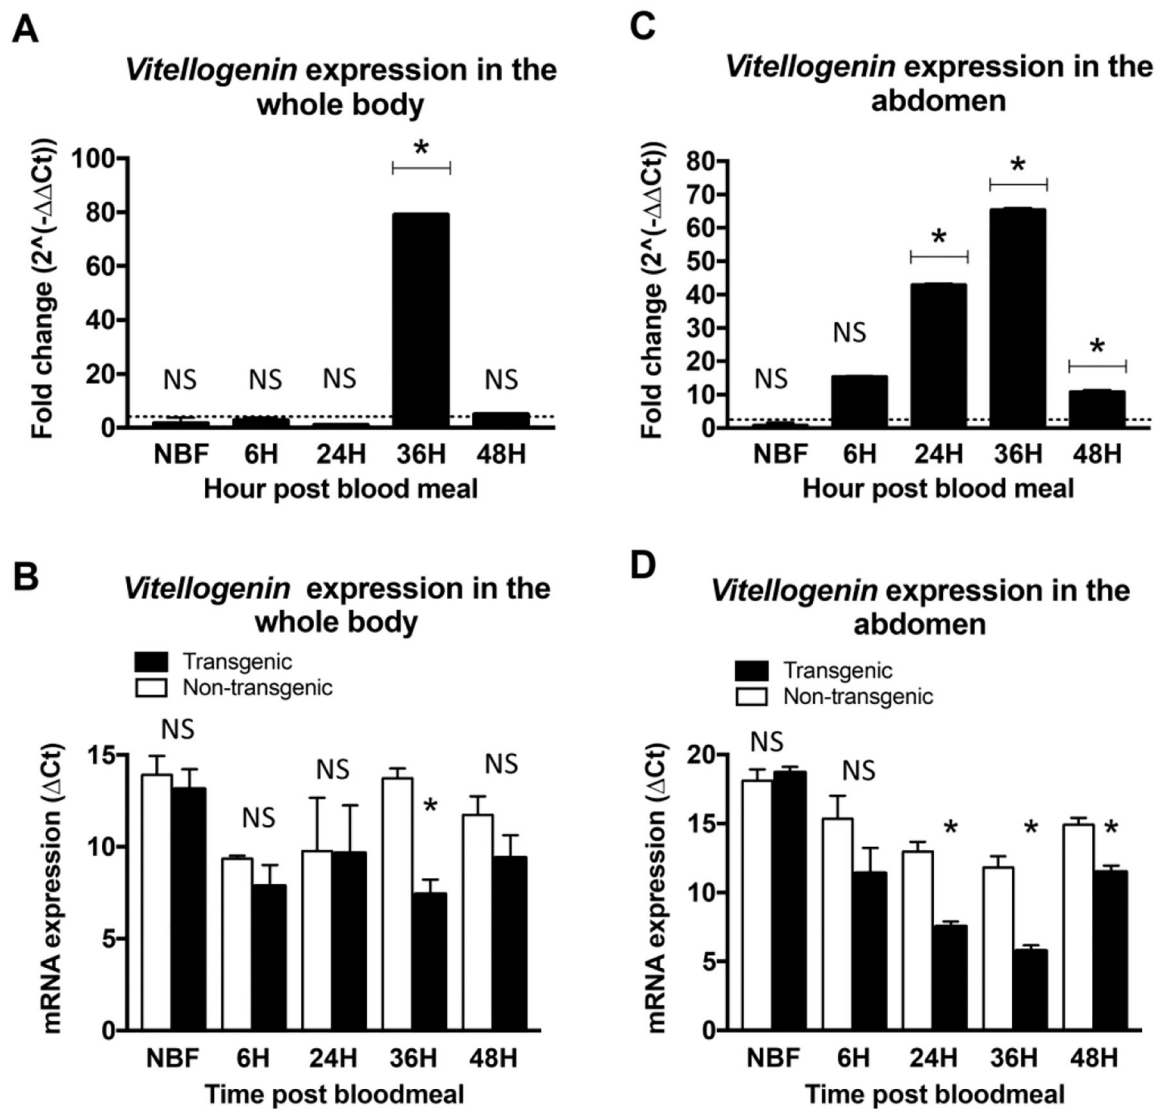 A
Vitellogenin expression in the
whole body
Fold change (2^(-ΔΔCt))
100
80
60
40
20
0
NS
NS
NS
*
NS
NBF 6H 24H 36H 48H
Hour post blood meal
C
Vitellogenin expression in the
abdomen
Fold change (2^(-ΔΔCt))
80
70
60
50
40
30
20
10
0
NS
NS
*
*
*
NBF 6H 24H 36H 48H
Hour post blood meal
B
Vitellogenin expression in the
whole body
Transgenic
Non-transgenic
mRNA expression (ΔCt)
15
10
5
0
NS
NS
NS
*
NS
NBF 6H 24H 36H 48H
Time post bloodmeal
D
Vitellogenin expression in the
abdomen
Transgenic
Non-transgenic
mRNA expression (ΔCt)
20
15
10
5
0
NS
NS
*
*
*
NBF 6H 24H 36H 48H
Time post bloodmeal